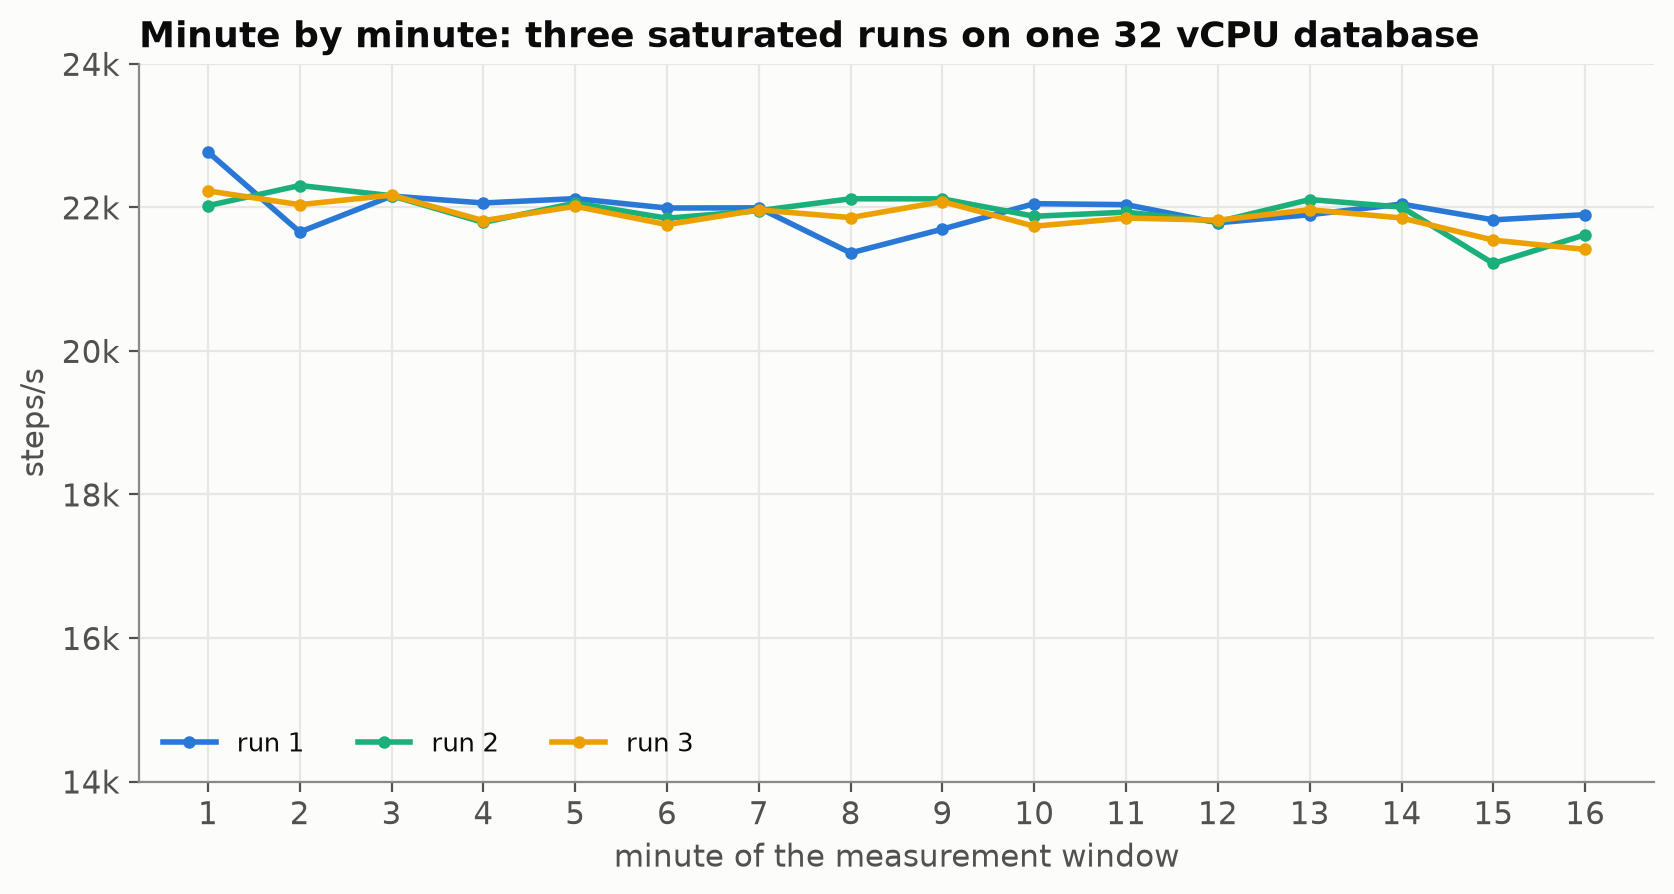 Minute by minute: three saturated runs on one 32 vCPU database
24k
22k
20k
18k
16k
14k
steps/s
run 1 run 2 run 3
1 2 3 4 5 6 7 8 9 10 11 12 13 14 15 16
minute of the measurement window